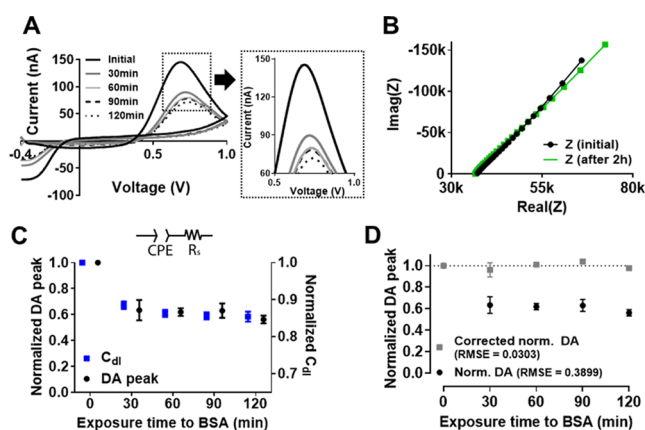 A
Current (nA)
150
100
50
-50
-100
-0.4
0.5
1.0
Voltage (V)
Initial
30min
60min
90min
120min
Current (nA)
150
120
90
60
0.5
1.0
Voltage (V)
B
Imag(Z)
-150k
-100k
-50k
0
30k
55k
80k
Real(Z)
Z (initial)
Z (after 2h)
C
CPE
Rs
Normalized DA peak
1.0
0.8
0.6
0.4
0.2
0.0
Normalized Cdl
1.0
0.9
0.8
0.7
Cdl
DA peak
0
30
60
90
120
Exposure time to BSA (min)
D
Normalized DA peak
1.4
1.2
1.0
0.8
0.6
0.4
0.2
0.0
Corrected norm. DA
(RMSE = 0.0303)
Norm. DA (RMSE = 0.3899)
0
30
60
90
120
Exposure time to BSA (min)